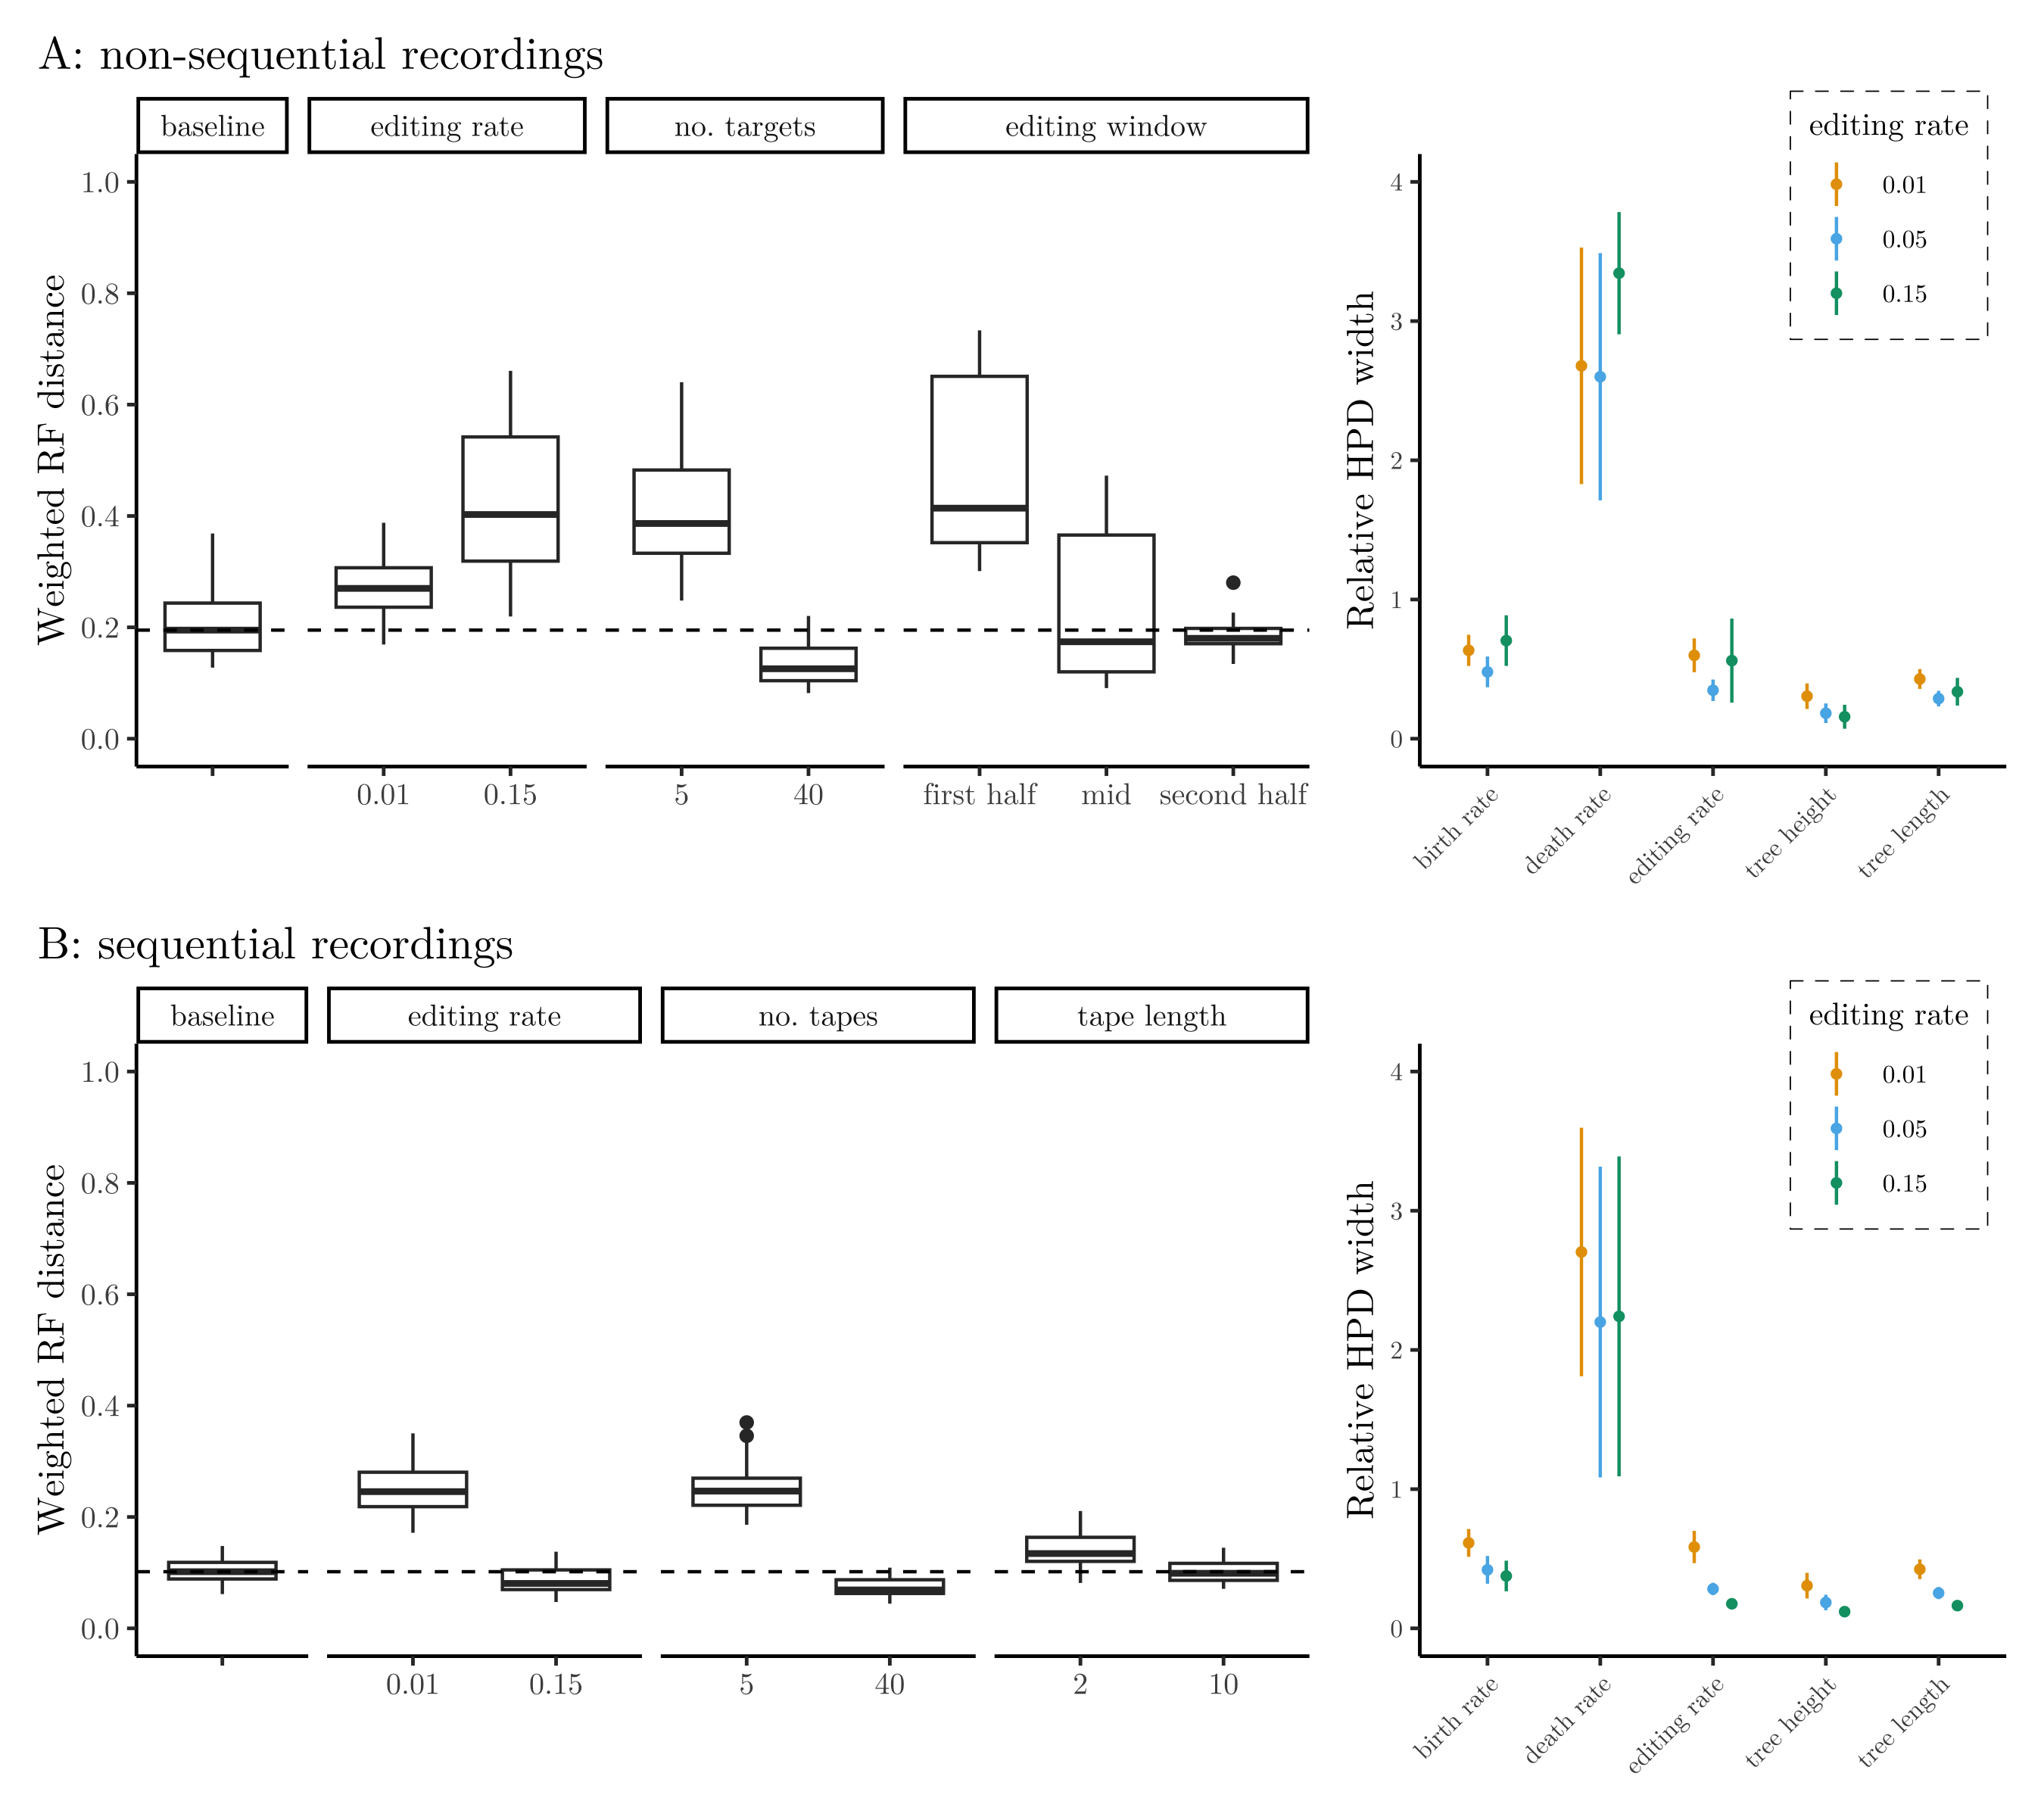 A: non-sequential recordings
baseline editing rate no. targets editing window
Weighted RF distance
1.0
0.8
0.6
0.4
0.2
0.0
0.01 0.15 5 40 first half mid second half
Relative HPD width
4
3
2
1
0
birth rate death rate editing rate tree height tree length
editing rate
0.01
0.05
0.15
B: sequential recordings
baseline editing rate no. tapes tape length
Weighted RF distance
1.0
0.8
0.6
0.4
0.2
0.0
0.01 0.15 5 40 2 10
Relative HPD width
4
3
2
1
0
birth rate death rate editing rate tree height tree length
editing rate
0.01
0.05
0.15